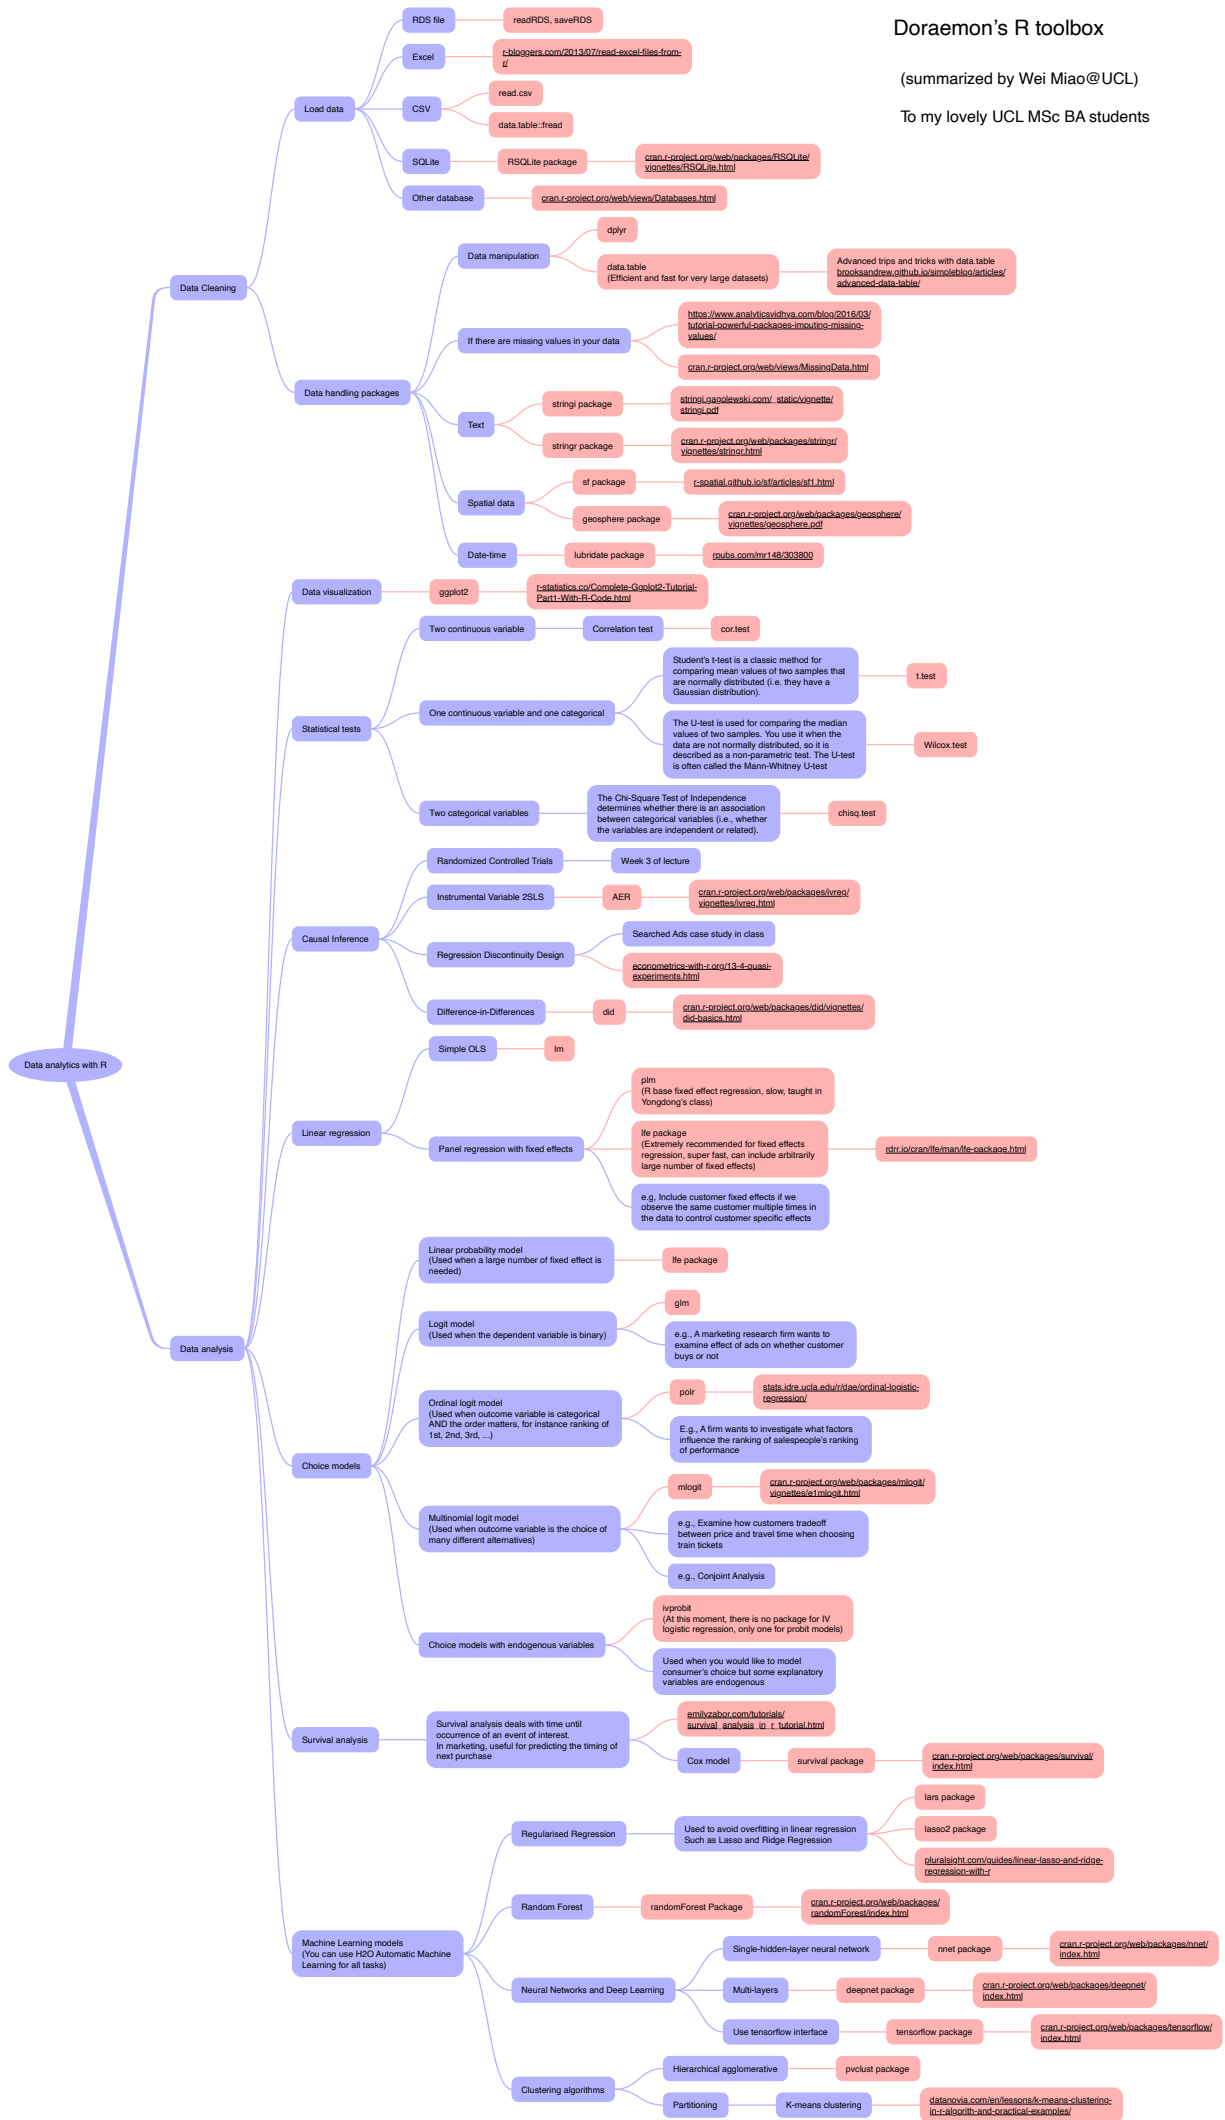 Doraemon's R toolbox
(summarized by Wei Miao@UCL)
To my lovely UCL MSc BA students
Data analytics with R
Data Cleaning
Load data
RDS file
readRDS, saveRDS
Excel
r-bloggers.com/2013/07/read-excel-files-from-
r/
CSV
read.csv
data.table::fread
SQLite
RSQLite package
cran.r-project.org/web/packages/RSQLite/
vignettes/RSQLite.html
Other database
cran.r-project.org/web/views/Databases.html
Data handling packages
Data manipulation
dplyr
data.table
(Efficient and fast for very large datasets)
Advanced trips and tricks with data.table
brooksandrew.github.io/simpleblog/articles/
advanced-data-table/
If there are missing values in your data
https://www.analyticsvidhya.com/blog/2016/03/
tutorial-powerful-packages-imputing-missing-
values/
cran.r-project.org/web/views/MissingData.html
Text
stringi package
stringi.gagolewski.com/_static/vignette/
stringi.pdf
stringr package
cran.r-project.org/web/packages/stringr/
vignettes/stringr.html
Spatial data
sf package
r-spatial.github.io/sf/articles/sf1.html
geosphere package
cran.r-project.org/web/packages/geosphere/
vignettes/geosphere.pdf
Date-time
lubridate package
rpubs.com/mr148/303800
Data analysis
Data visualization
ggplot2
r-statistics.co/Complete-Ggplot2-Tutorial-
Part1-With-R-Code.html
Statistical tests
Two continuous variable
Correlation test
cor.test
One continuous variable and one categorical
Student's t-test is a classic method for
comparing mean values of two samples that
are normally distributed (i.e. they have a
Gaussian distribution).
t.test
The U-test is used for comparing the median
values of two samples. You use it when the
data are not normally distributed, so it is
described as a non-parametric test. The U-test
is often called the Mann-Whitney U-test
Wilcox.test
Two categorical variables
The Chi-Square Test of Independence
determines whether there is an association
between categorical variables (i.e., whether
the variables are independent or related).
chisq.test
Causal Inference
Randomized Controlled Trials
Week 3 of lecture
Instrumental Variable 2SLS
AER
cran.r-project.org/web/packages/ivreg/
vignettes/ivreg.html
Regression Discontinuity Design
Searched Ads case study in class
econometrics-with-r.org/13-4-quasi-
experiments.html
Difference-in-Differences
did
cran.r-project.org/web/packages/did/vignettes/
did-basics.html
Linear regression
Simple OLS
lm
Panel regression with fixed effects
plm
(R base fixed effect regression, slow, taught in
Yongdong's class)
lfe package
(Extremely recommended for fixed effects
regression, super fast, can include arbitrarily
large number of fixed effects)
rdrr.io/cran/lfe/man/lfe-package.html
e.g, Include customer fixed effects if we
observe the same customer multiple times in
the data to control customer specific effects
Choice models
Linear probability model
(Used when a large number of fixed effect is
needed)
lfe package
Logit model
(Used when the dependent variable is binary)
glm
e.g., A marketing research firm wants to
examine effect of ads on whether customer
buys or not
Ordinal logit model
(Used when outcome variable is categorical
AND the order matters, for instance ranking of
1st, 2nd, 3rd, ...)
polr
stats.idre.ucla.edu/r/dae/ordinal-logistic-
regression/
E.g., A firm wants to investigate what factors
influence the ranking of salespeople's ranking
of performance
Multinomial logit model
(Used when outcome variable is the choice of
many different alternatives)
mlogit
cran.r-project.org/web/packages/mlogit/
vignettes/e1mlogit.html
e.g., Examine how customers tradeoff
between price and travel time when choosing
train tickets
e.g., Conjoint Analysis
Choice models with endogenous variables
ivprobit
(At this moment, there is no package for IV
logistic regression, only one for probit models)
Used when you would like to model
consumer's choice but some explanatory
variables are endogenous
Survival analysis
Survival analysis deals with time until
occurrence of an event of interest.
In marketing, useful for predicting the timing of
next purchase
emilyzabor.com/tutorials/
survival_analysis_in_r_tutorial.html
Cox model
survival package
cran.r-project.org/web/packages/survival/
index.html
Machine Learning models
(You can use H2O Automatic Machine
Learning for all tasks)
Regularised Regression
Used to avoid overfitting in linear regression
Such as Lasso and Ridge Regression
lars package
lasso2 package
pluralsight.com/guides/linear-lasso-and-ridge-
regression-with-r
Random Forest
randomForest Package
cran.r-project.org/web/packages/
randomForest/index.html
Neural Networks and Deep Learning
Single-hidden-layer neural network
nnet package
cran.r-project.org/web/packages/nnet/
index.html
Multi-layers
deepnet package
cran.r-project.org/web/packages/deepnet/
index.html
Use tensorflow interface
tensorflow package
cran.r-project.org/web/packages/tensorflow/
index.html
Clustering algorithms
Hierarchical agglomerative
pvclust package
Partitioning
K-means clustering
datanovia.com/en/lessons/k-means-clustering-
in-r-algorith-and-practical-examples/